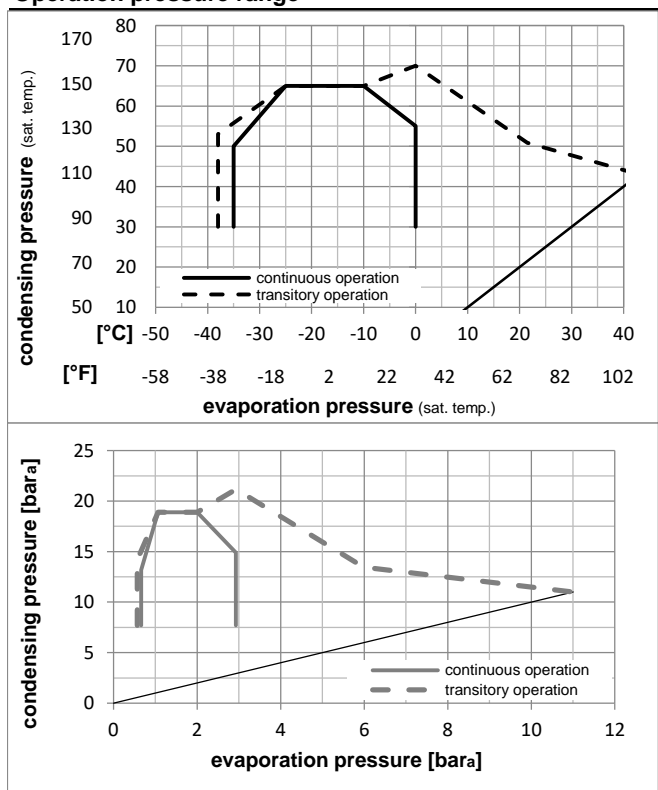 Operation pressure range
condensing pressure (sat. temp.)
170
150
130
110
90
70
50
80
70
60
50
40
30
20
10
continuous operation
transitory operation
[°C] -50 -40 -30 -20 -10 0 10 20 30 40
[°F] -58 -38 -18 2 22 42 62 82 102
evaporation pressure (sat. temp.)
condensing pressure [bara]
25
20
15
10
5
0
continuous operation
transitory operation
0 2 4 6 8 10 12
evaporation pressure [bara]